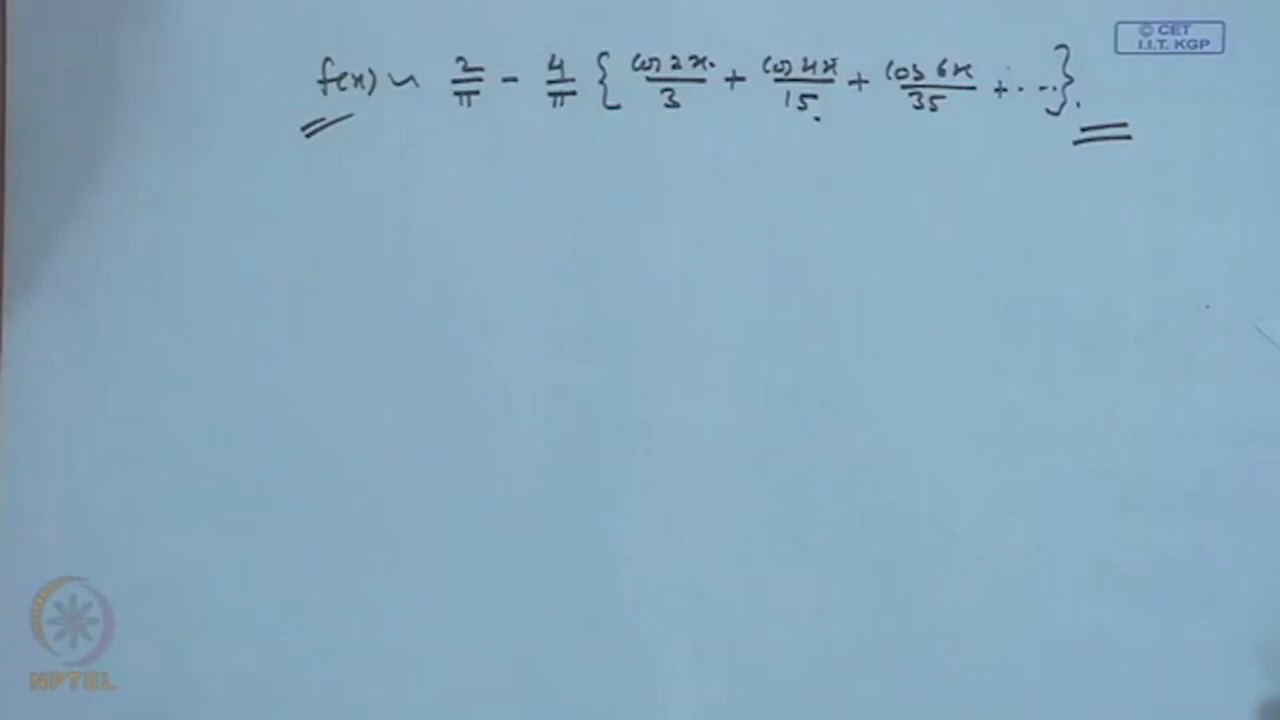 © CET
I.I.T. KGP
f(x) ~ 2/π - 4/π { cos 2x/3 + cos 4x/15 + cos 6x/35 + ... }.
NPTEL